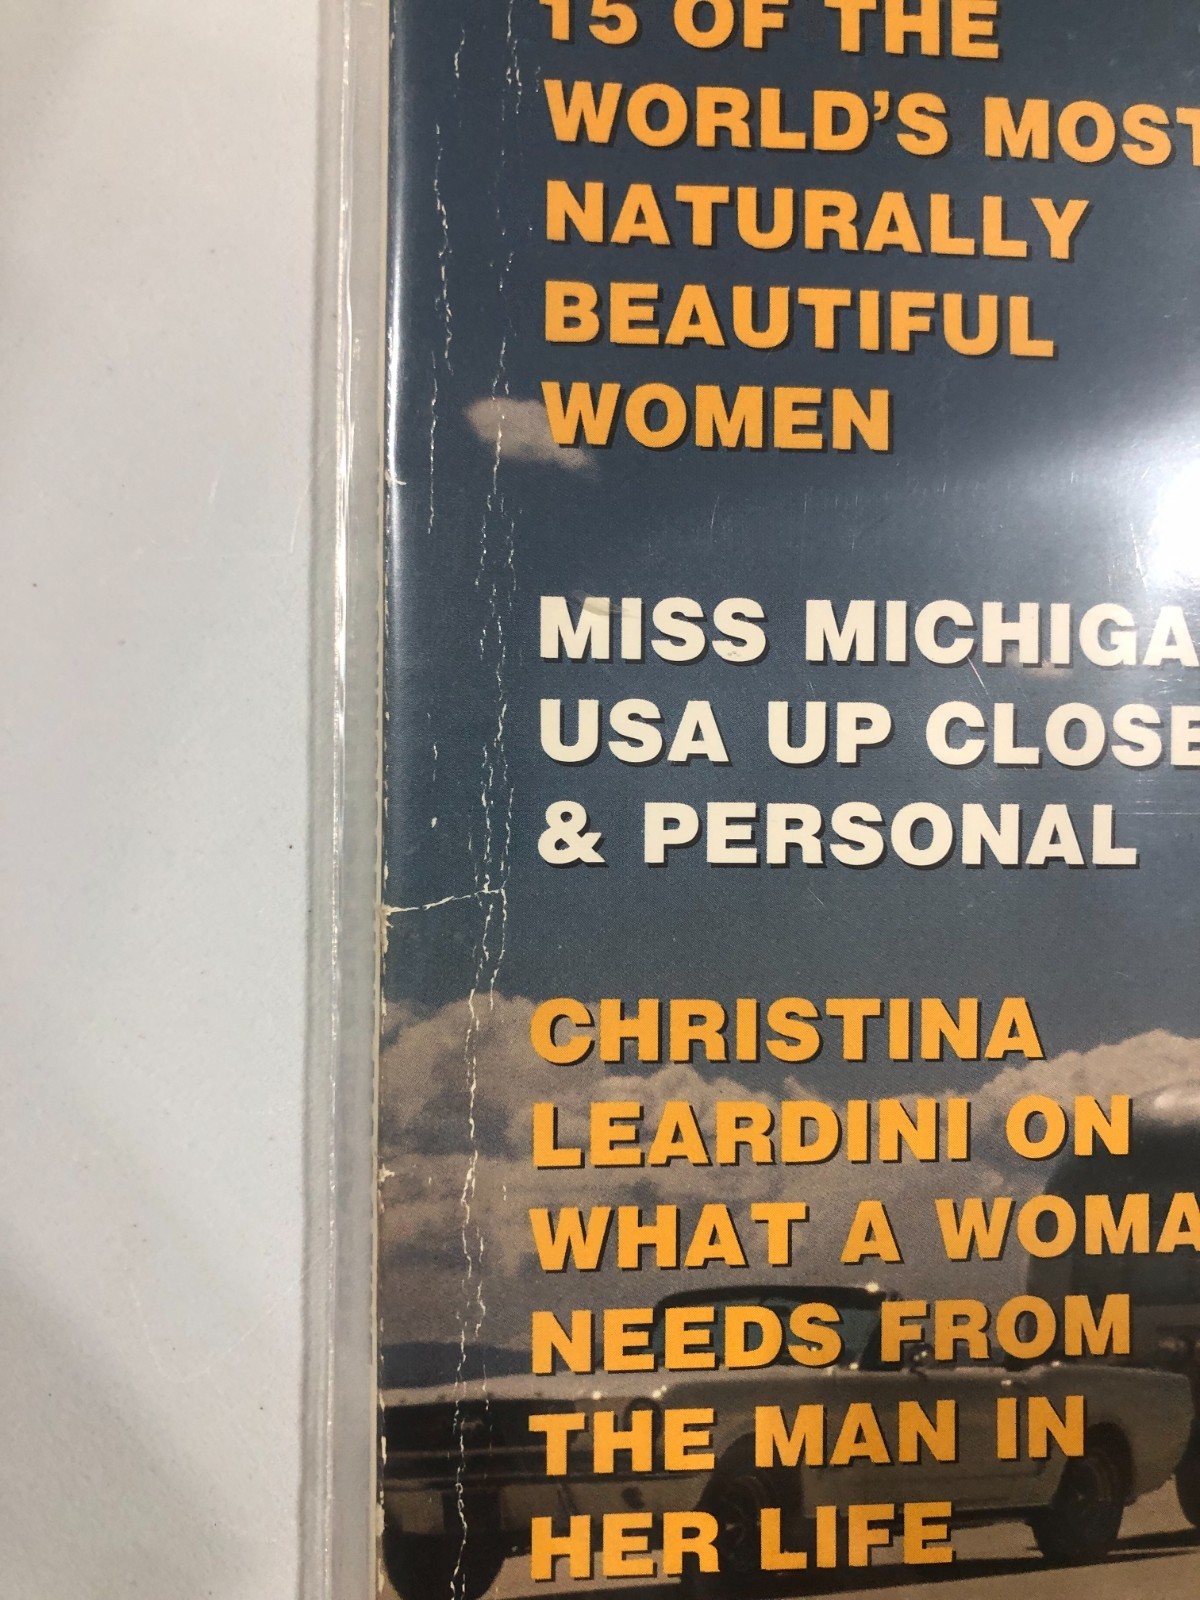 15 OF THE
WORLD'S MOST
NATURALLY
BEAUTIFUL
WOMEN
MISS MICHIGA
USA UP CLOSE
& PERSONAL
CHRISTINA
LEARDINI ON
WHAT A WOMA
NEEDS FROM
THE MAN IN
HER LIFE